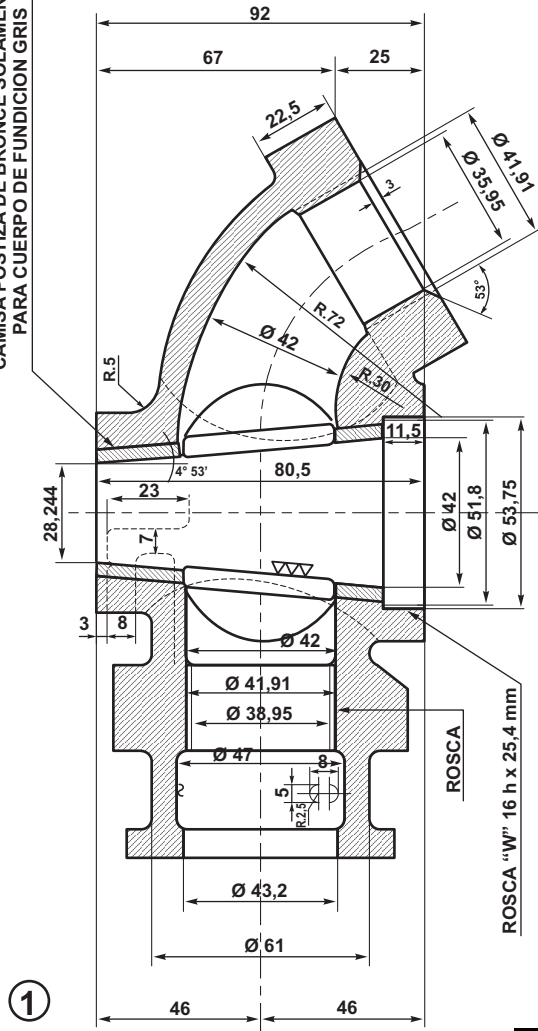 92
67
25
22,5
Ø 41,91
Ø 35,95
3
53°
CAMISA POSTIZA DE BRONCE
PARA CUERPO DE FUNDICION GRIS
R.72
Ø 42
R.5
R.30
11,5
4° 53'
80,5
23
28,244
7
Ø 42
Ø 51,8
Ø 53,75
3
8
Ø 42
Ø 41,91
Ø 38,95
Ø 47
8
5
R.2,5
ROSCA
ROSCA “W” 16 h x 25,4 mm
Ø 43,2
Ø 61
46
46
1